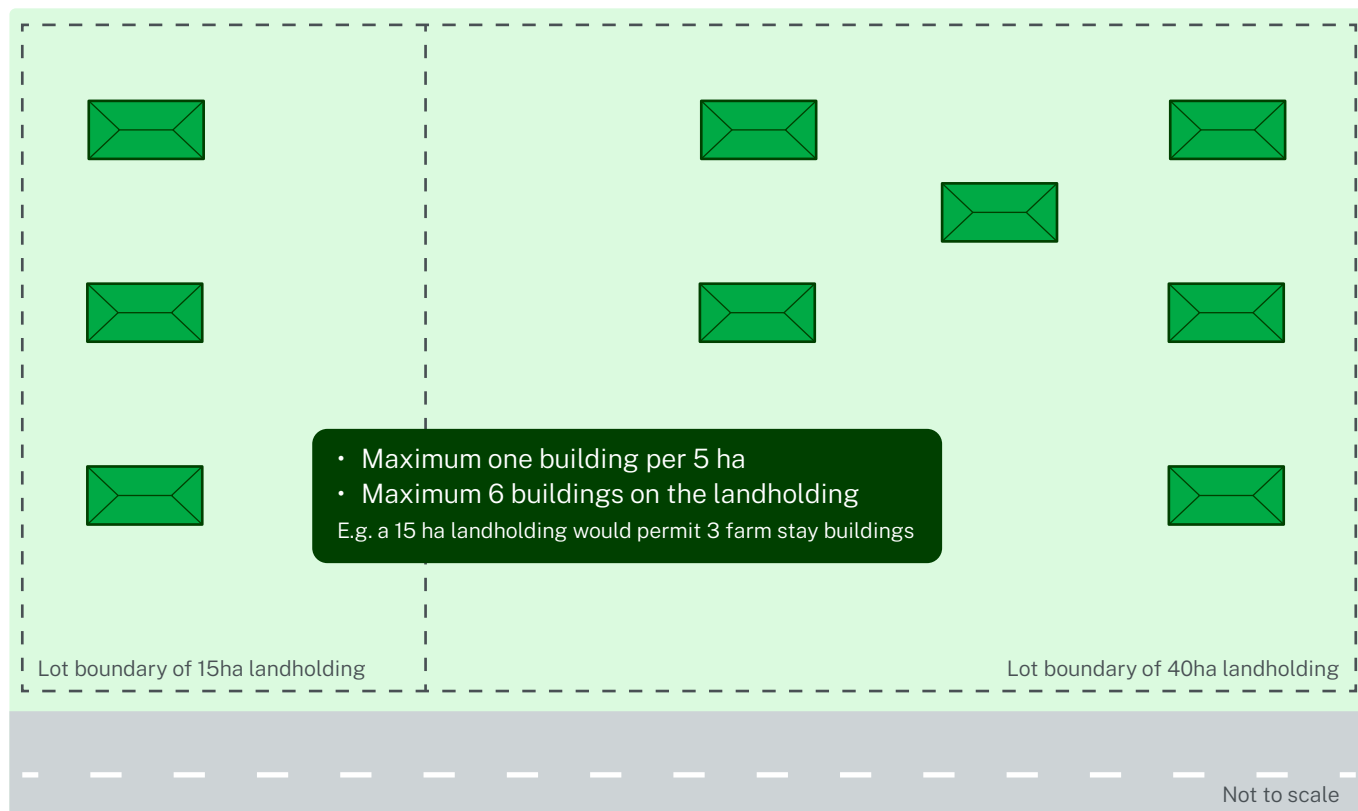 • Maximum one building per 5 ha
• Maximum 6 buildings on the landholding
E.g. a 15 ha landholding would permit 3 farm stay buildings
Lot boundary of 15ha landholding
Lot boundary of 40ha landholding
Not to scale